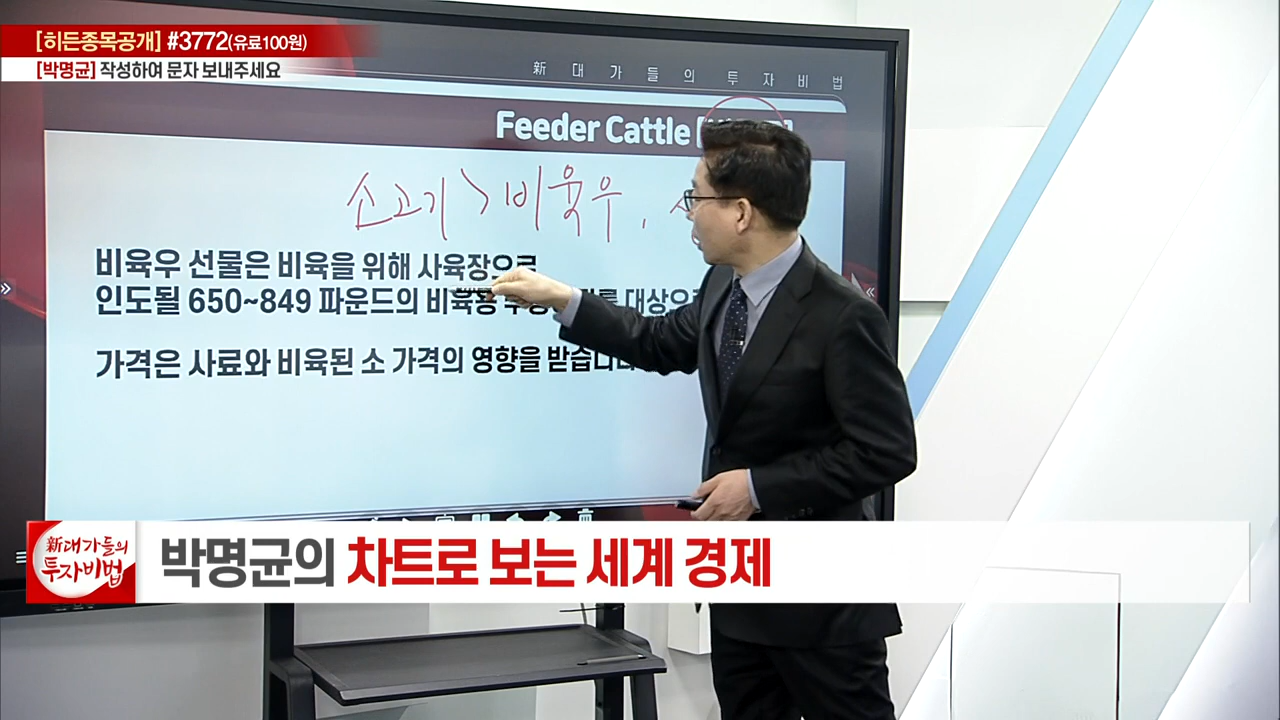 [히든종목공개] #3772(유료100원)
[박명균] 작성하여 문자 보내주세요
新 대 가 들 의 투 자 비 법
Feeder Cattle [
소고기 > 비육우,
비육우 선물은 비육을 위해 사육장으로
인도될 650~849 파운드의 비육용 대상으
가격은 사료와 비육된 소 가격의 영향을 받습니다
新대가들의
투자비법
박명균의 차트로 보는 세계 경제